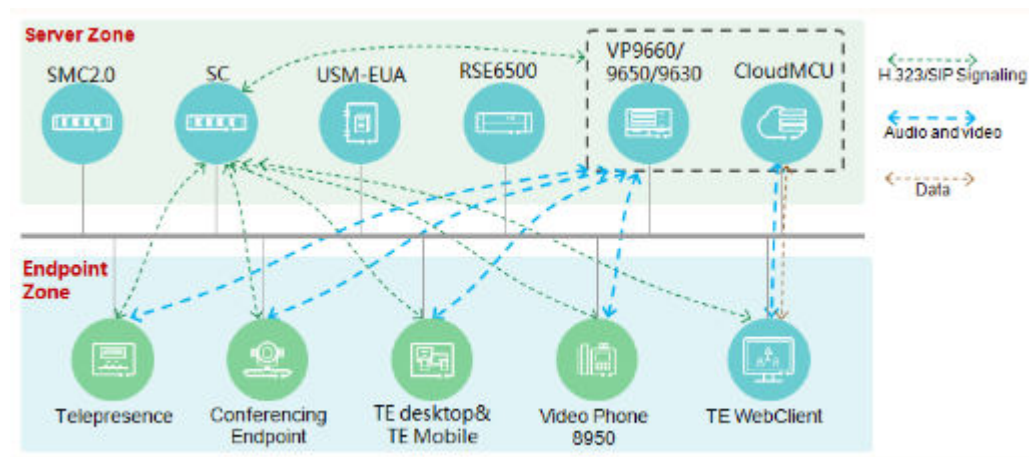 Server Zone
SMC2.0
SC
USM-EUA
RSE6500
VP9660/
9650/9630
CloudMCU
H.323/SIP Signaling
Audio and video
Data
Endpoint
Zone
Telepresence
Conferencing
Endpoint
TE desktop&
TE Mobile
Video Phone
8950
TE WebClient